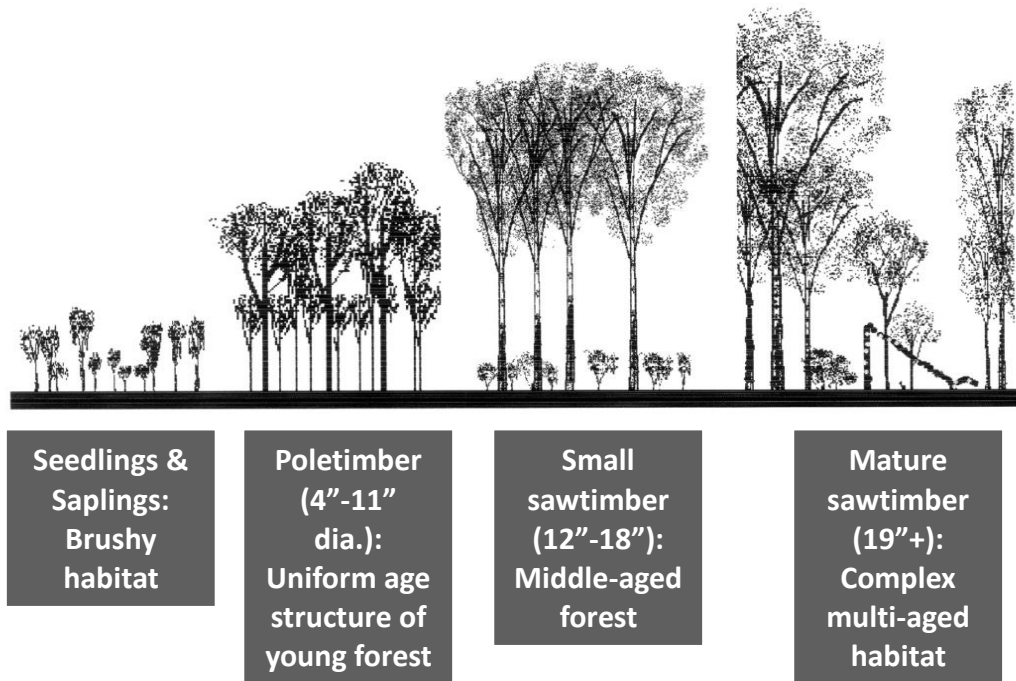 Seedlings &
Saplings:
Brushy
habitat
Poletimber
(4”-11”
dia.):
Uniform age
structure of
young forest
Small
sawtimber
(12”-18”):
Middle-aged
forest
Mature
sawtimber
(19”+):
Complex
multi-aged
habitat